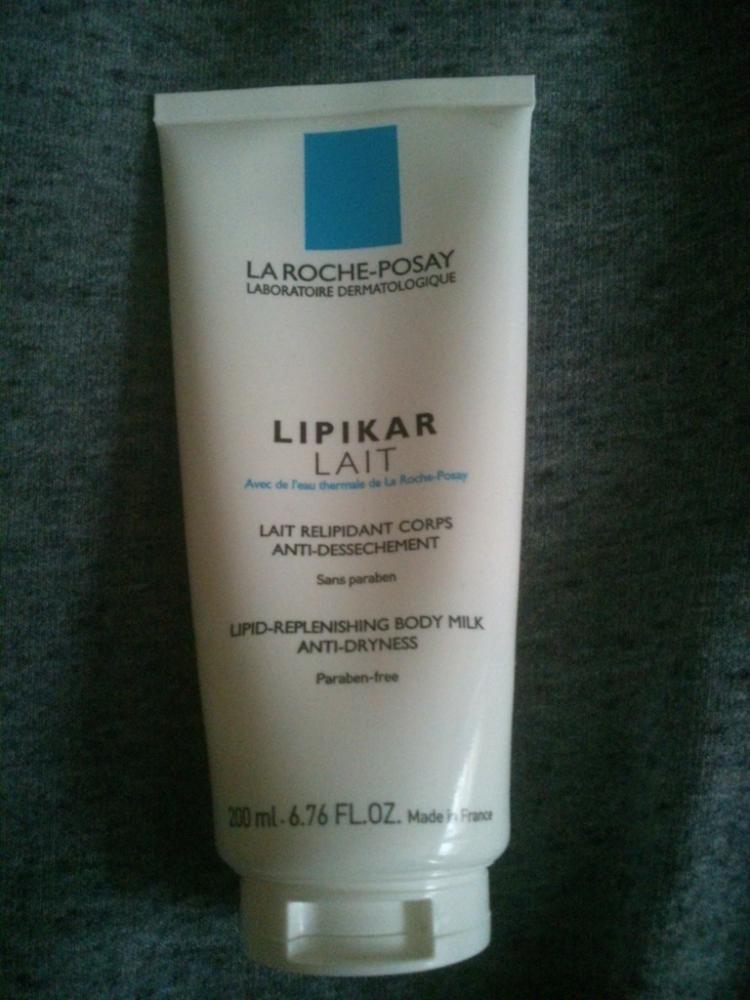 LA ROCHE-POSAY
LABORATOIRE DERMATOLOGIQUE
LIPIKAR
LAIT
Avec de l'eau thermale de La Roche-Posay
LAIT RELIPIDANT CORPS
ANTI-DESSECHEMENT
Sans paraben
LIPID-REPLENISHING BODY MILK
ANTI-DRYNESS
Paraben-free
200 ml - 6.76 FL.OZ. Made in France